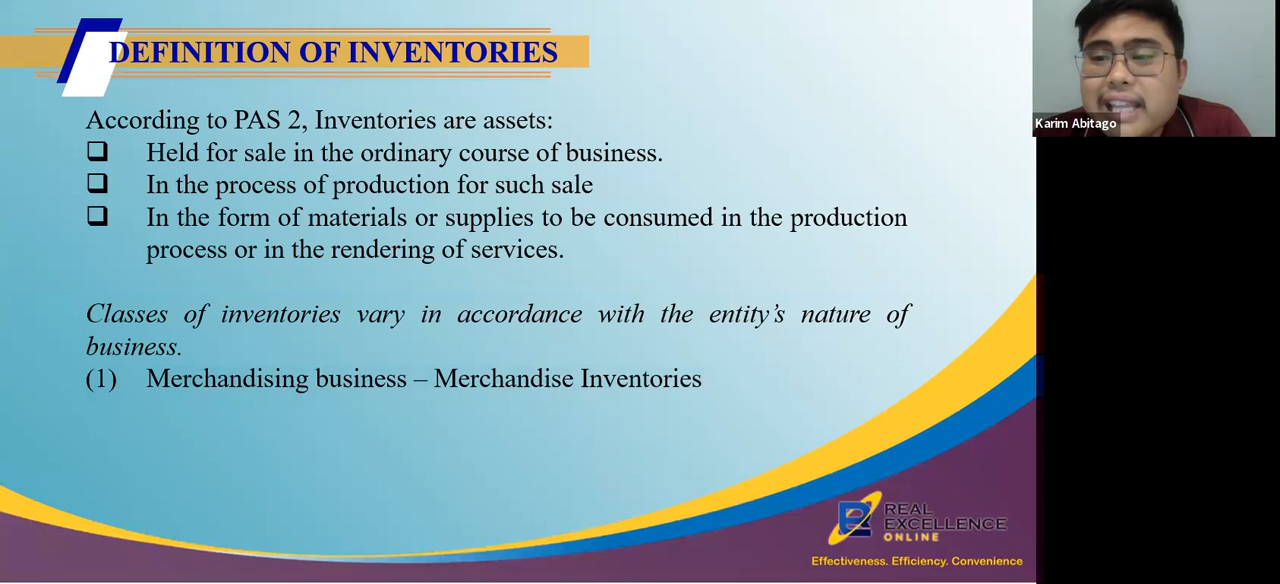 DEFINITION OF INVENTORIES
According to PAS 2, Inventories are assets:
❑ Held for sale in the ordinary course of business.
❑ In the process of production for such sale
❑ In the form of materials or supplies to be consumed in the production
process or in the rendering of services.
Classes of inventories vary in accordance with the entity’s nature of
business.
(1) Merchandising business – Merchandise Inventories
Karim Abitago
REAL
EXCELLENCE
ONLINE
Effectiveness. Efficiency. Convenience